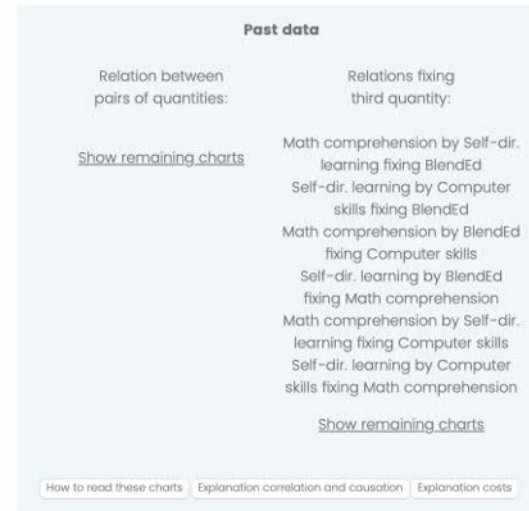 Past data
Relation between
pairs of quantities:
Show remaining charts
Relations fixing
third quantity:
Math comprehension by Self-dir.
learning fixing BlendEd
Self-dir. learning by Computer
skills fixing BlendEd
Math comprehension by BlendEd
fixing Computer skills
Self-dir. learning by BlendEd
fixing Math comprehension
Math comprehension by Self-dir.
learning fixing Computer skills
Self-dir. learning by Computer
skills fixing Math comprehension
Show remaining charts
How to read these charts
Explanation correlation and causation
Explanation costs